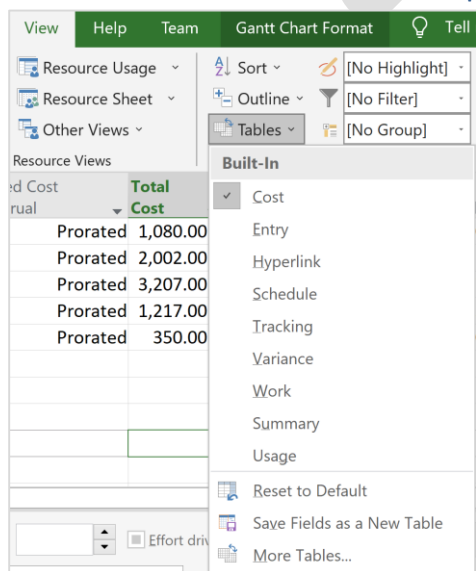 View Help Team Gantt Chart Format Tell
Resource Usage Sort [No Highlight]
Resource Sheet Outline [No Filter]
Other Views Tables [No Group]
Resource Views Built-In
ed Cost Total
rual Cost
Cost
Prorated 1,080.00
Entry
Prorated 2,002.00
Hyperlink
Prorated 3,207.00
Schedule
Prorated 1,217.00
Tracking
Prorated 350.00
Variance
Work
Summary
Usage
Reset to Default
Save Fields as a New Table
Effort driv
More Tables...